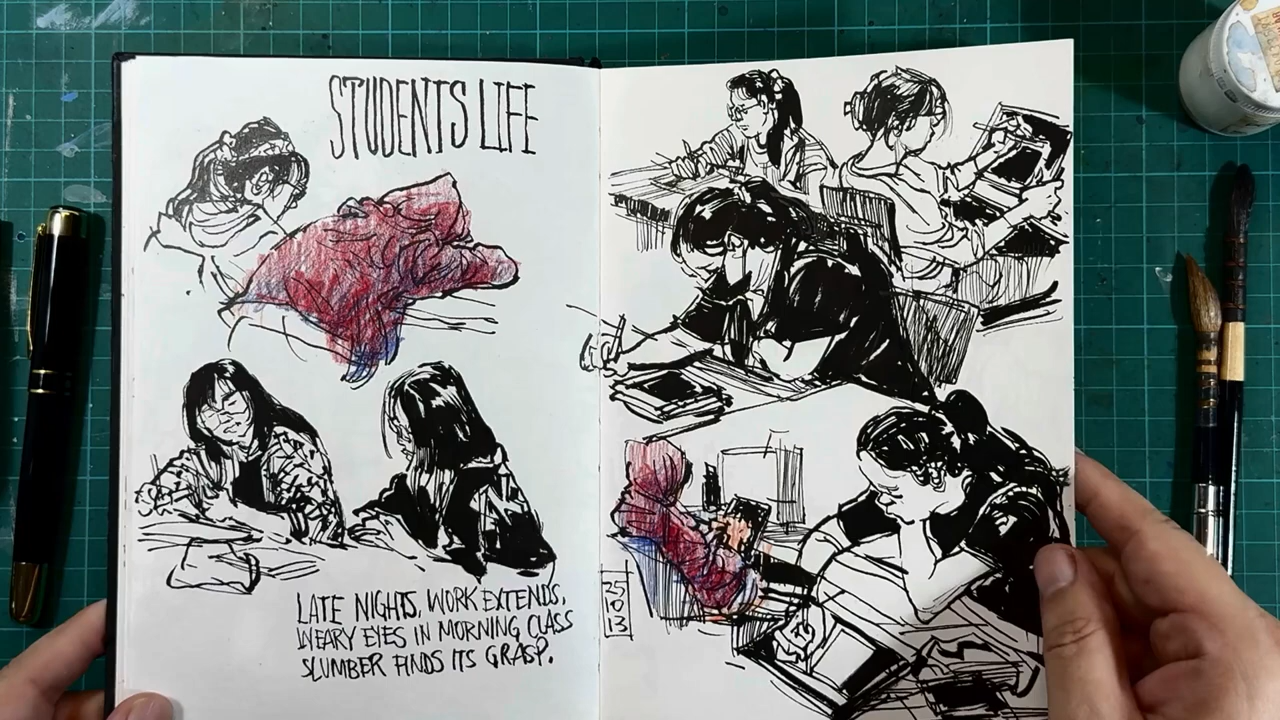 STUDENTS LIFE
LATE NIGHTS, WORK EXTENDS,
WEARY EYES IN MORNING CLASS
SLUMBER FINDS ITS GRASP.
25
10
13